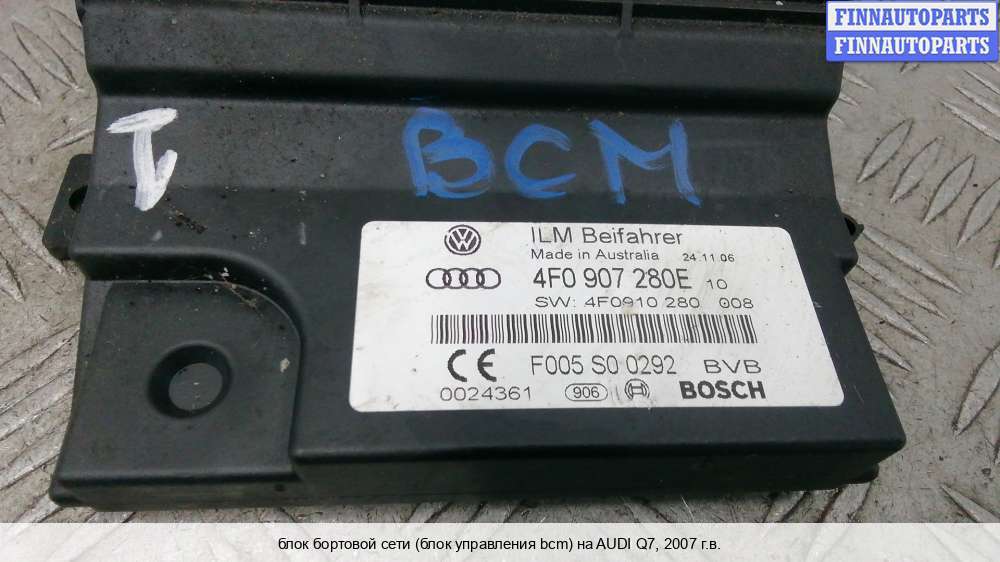 FINNAUTOPARTS
FINNAUTOPARTS
BCM
ILM Beifahrer
Made in Australia 24.11.06
4F0 907 280E 10
SW: 4F0910 280 008
F005 S0 0292 BVB
CE
0024361 906 BOSCH
блок бортовой сети (блок управления bcm) на AUDI Q7, 2007 г.в.